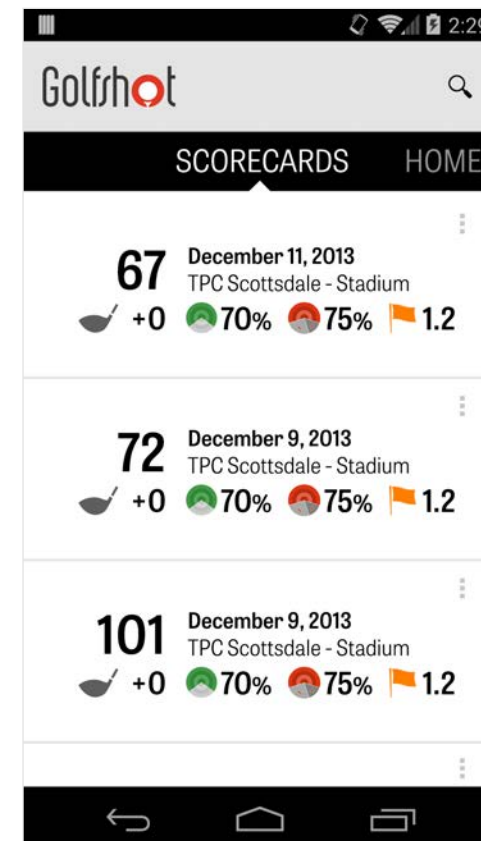 2:29
Golfshot
SCORECARDS HOME
67 December 11, 2013
TPC Scottsdale - Stadium
+0 70% 75% 1.2
72 December 9, 2013
TPC Scottsdale - Stadium
+0 70% 75% 1.2
101 December 9, 2013
TPC Scottsdale - Stadium
+0 70% 75% 1.2